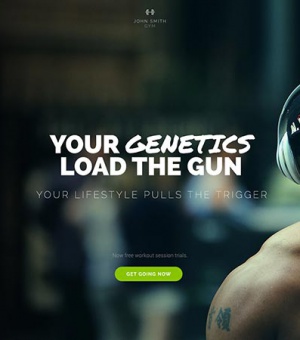 JOHN SMITH
GYM
YOUR GENETICS
LOAD THE GUN
YOUR LIFESTYLE PULLS THE TRIGGER
Now free workout session trials.
GET GOING NOW